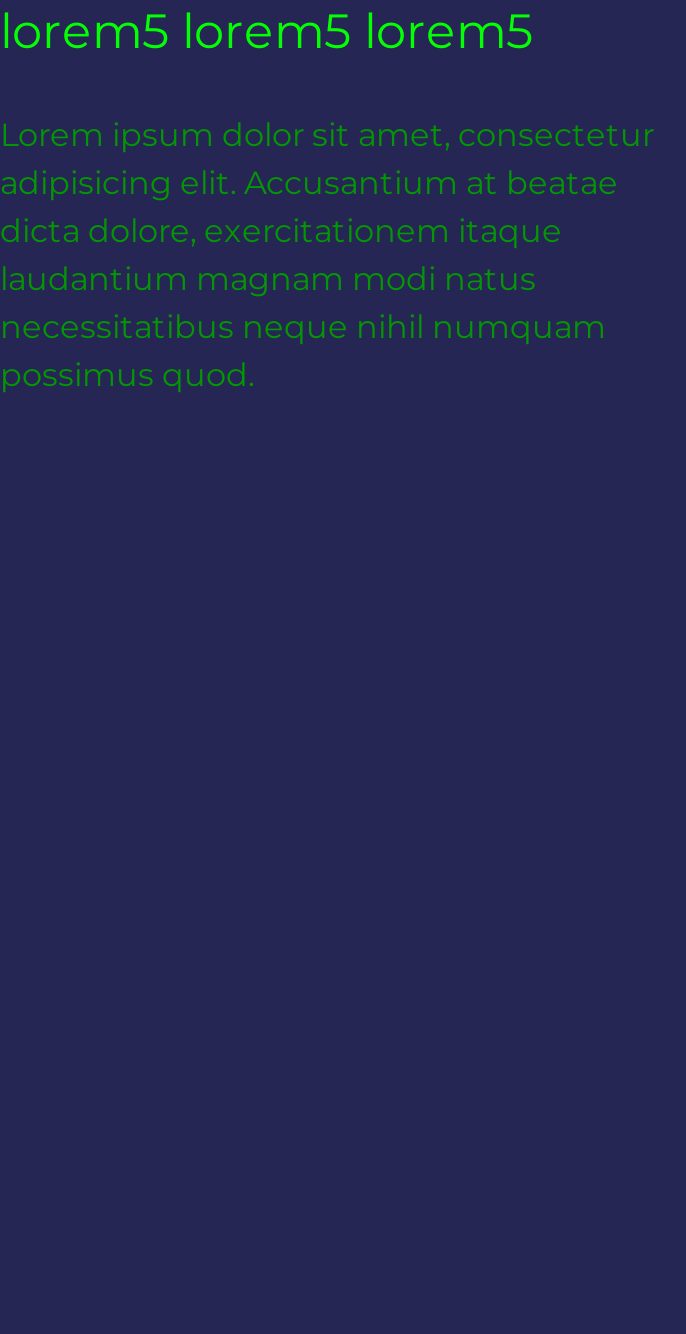 lorem5 lorem5 lorem5
Lorem ipsum dolor sit amet, consectetur
adipisicing elit. Accusantium at beatae
dicta dolore, exercitationem itaque
laudantium magnam modi natus
necessitatibus neque nihil numquam
possimus quod.